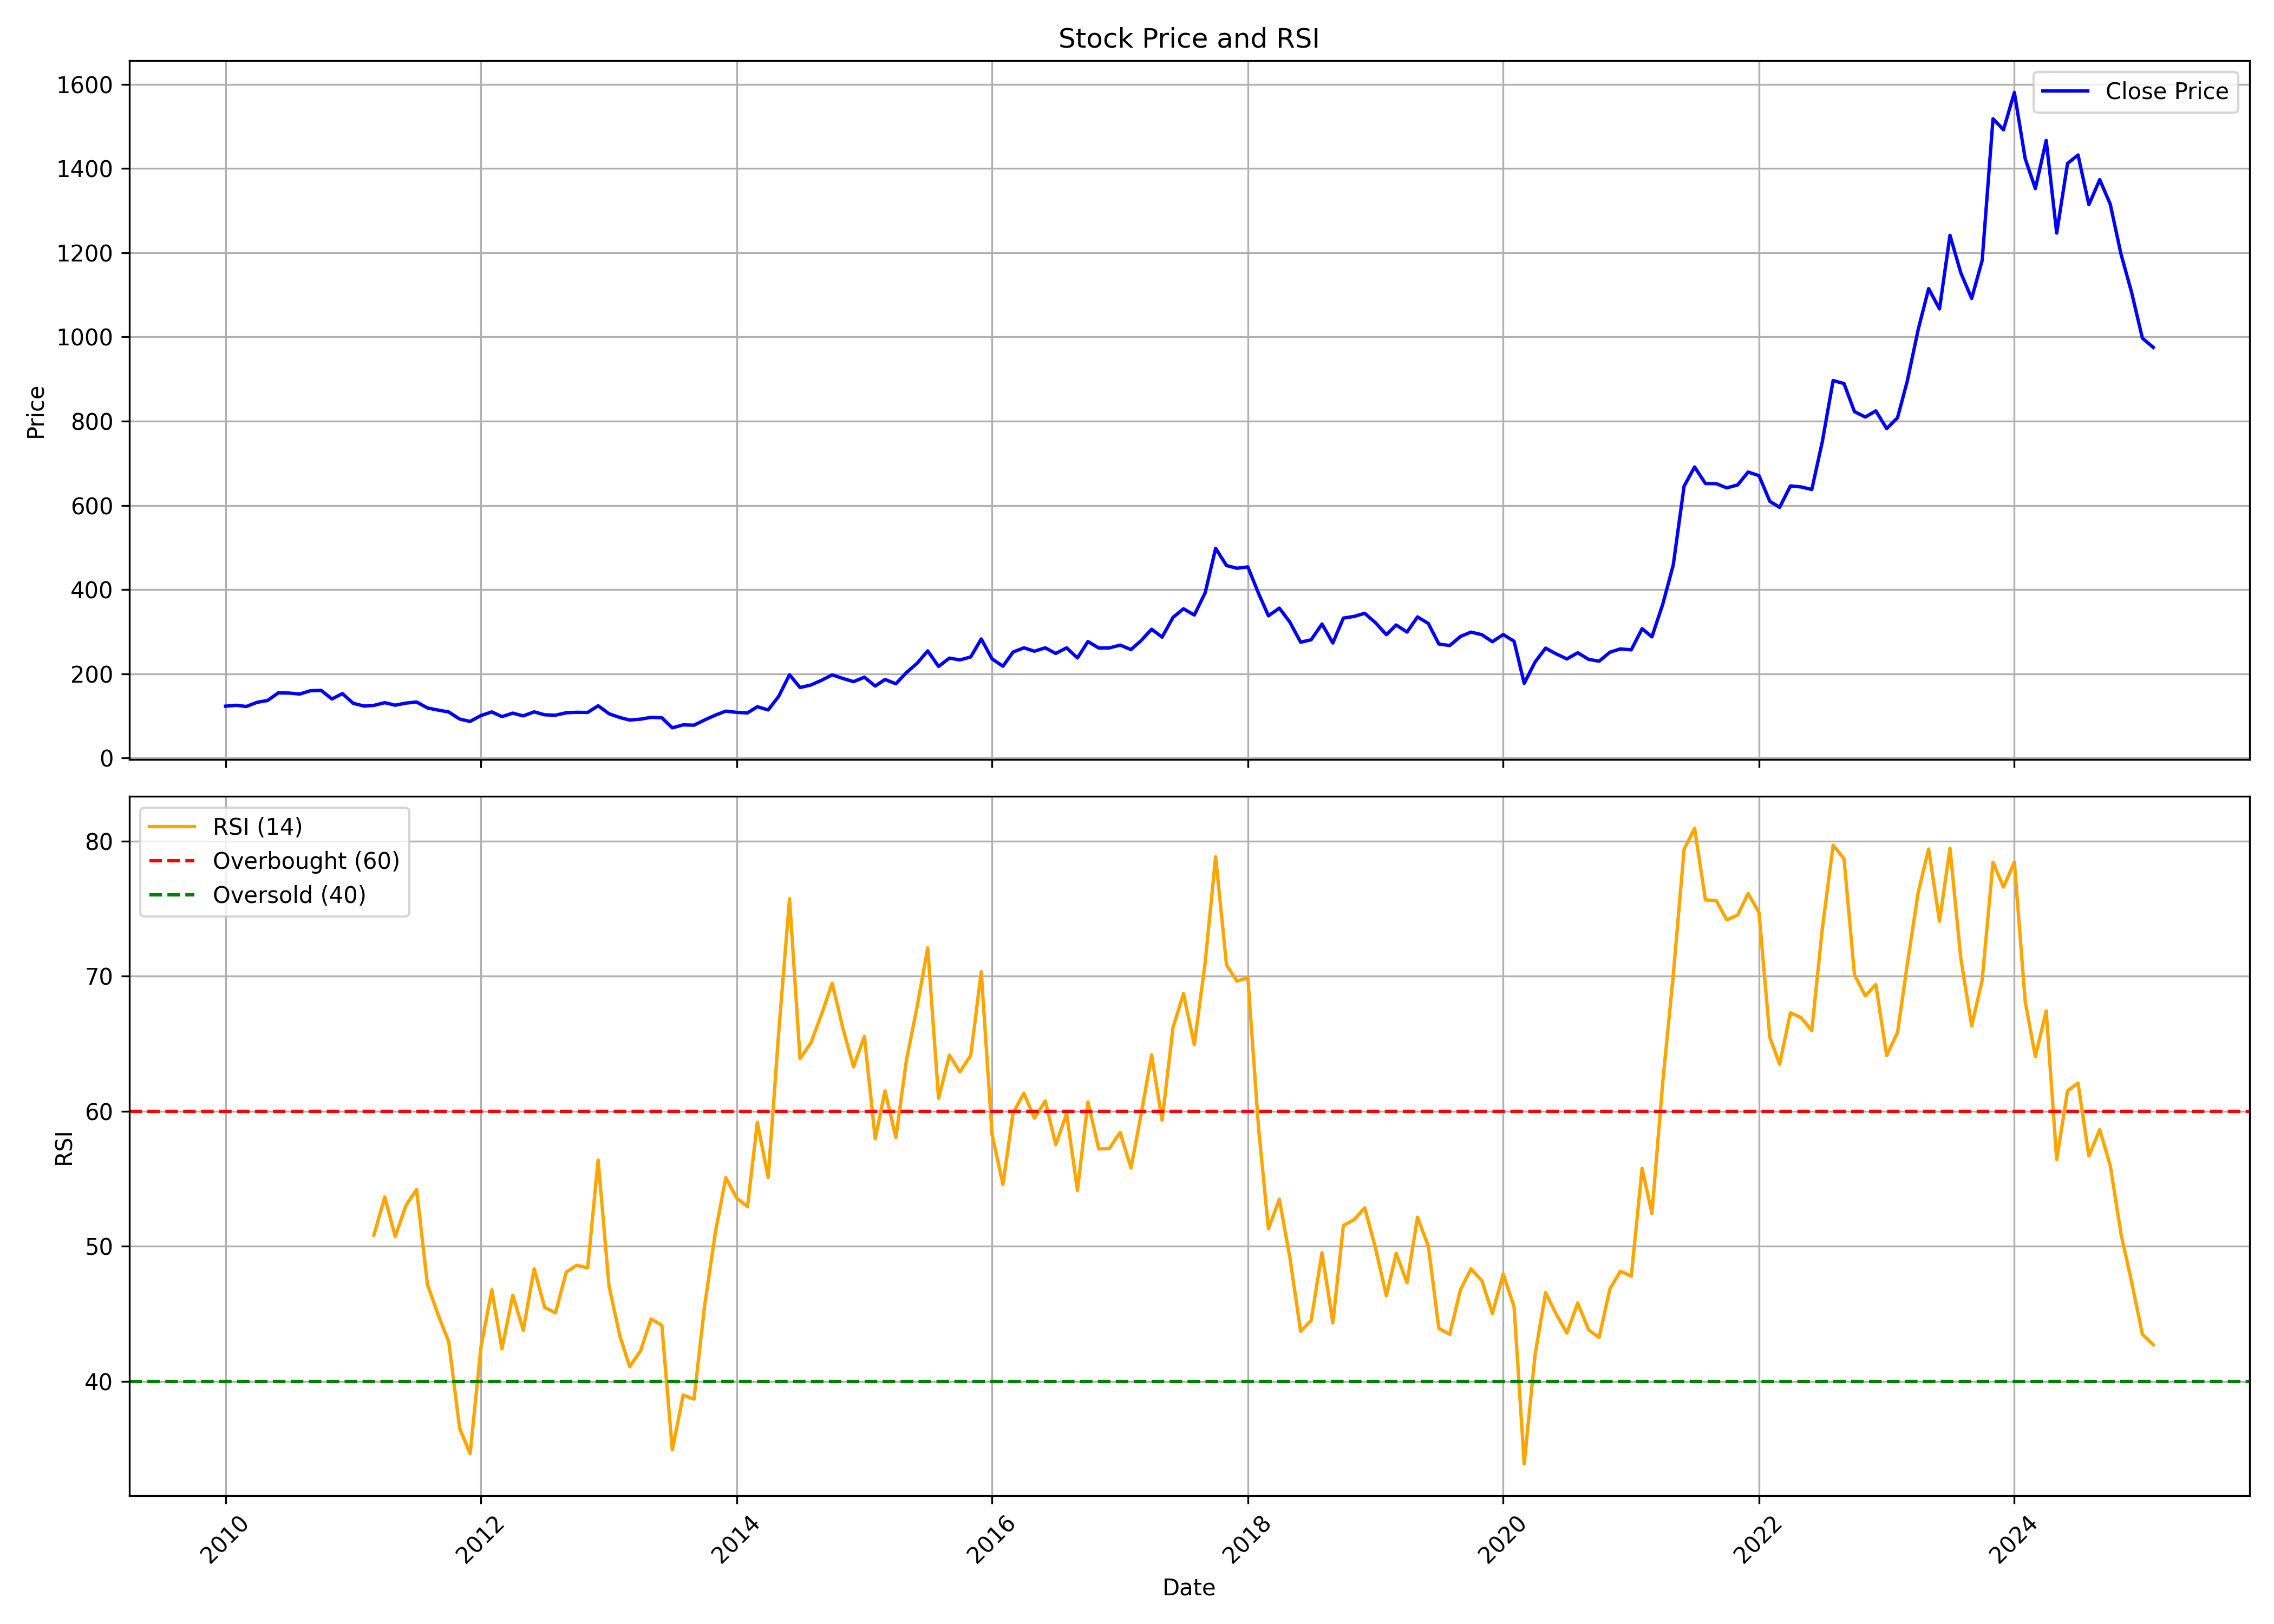 Stock Price and RSI
Close Price
1600
1400
1200
1000
800
600
400
200
0
Price
RSI (14)
Overbought (60)
Oversold (40)
80
70
60
50
40
RSI
2010
2012
2014
2016
2018
2020
2022
2024
Date